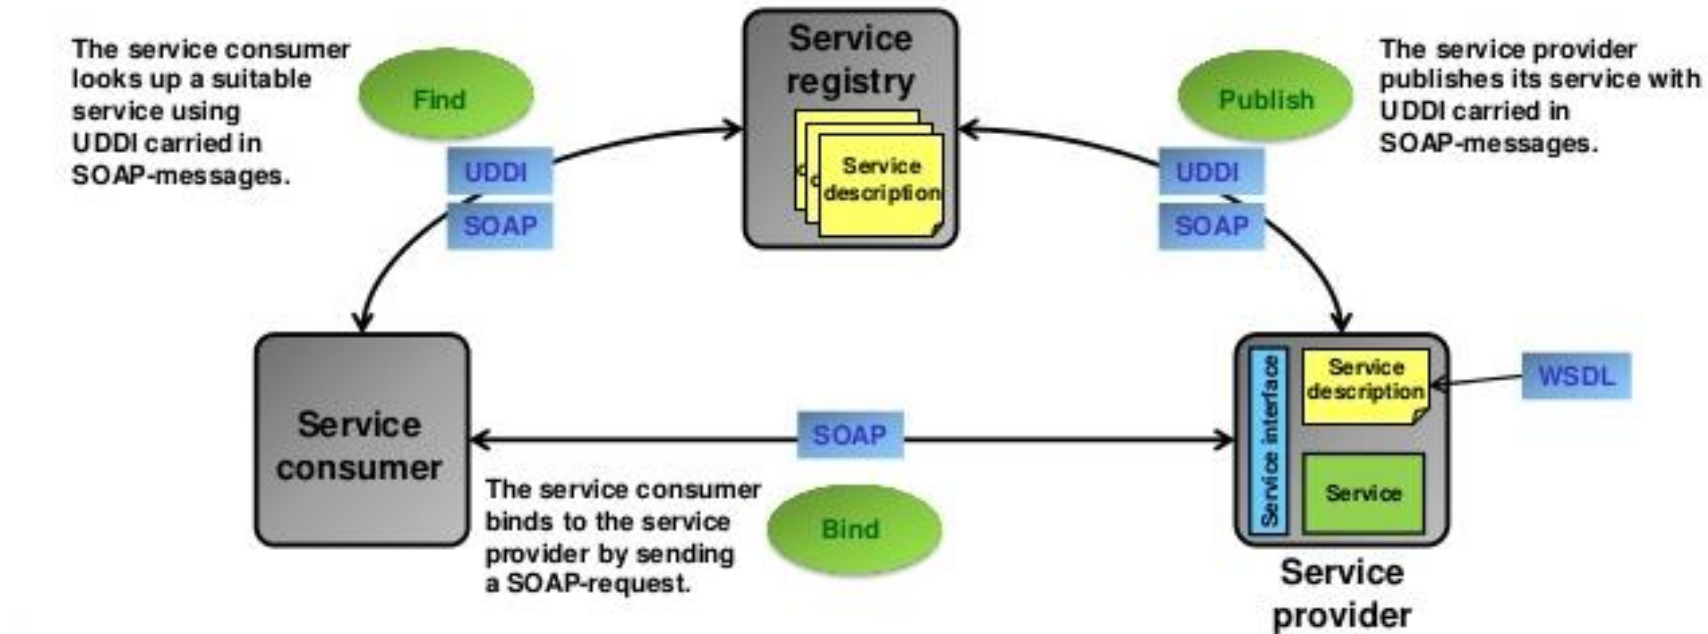 The service consumer
looks up a suitable
service using
UDDI carried in
SOAP-messages.
Find
UDDI
SOAP
Service
registry
Service
description
Publish
UDDI
SOAP
The service provider
publishes its service with
UDDI carried in
SOAP-messages.
Service
consumer
SOAP
The service consumer
binds to the service
provider by sending
a SOAP-request.
Bind
Service interface
Service
description
Service
WSDL
Service
provider